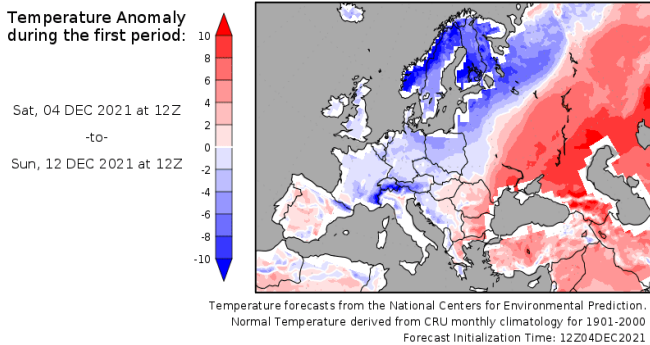 Temperature Anomaly
during the first period:
Sat, 04 DEC 2021 at 12Z
-to-
Sun, 12 DEC 2021 at 12Z
10
8
6
4
2
0
-2
-4
-6
-8
-10
Temperature forecasts from the National Centers for Environmental Prediction.
Normal Temperature derived from CRU monthly climatology for 1901-2000
Forecast Initialization Time: 12Z04DEC2021